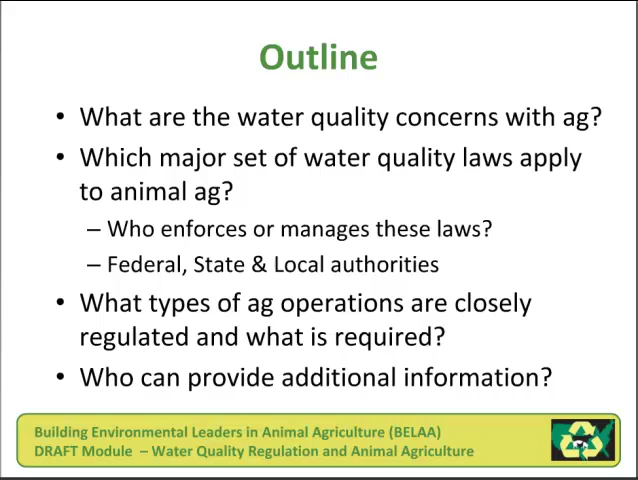 Outline
• What are the water quality concerns with ag?
• Which major set of water quality laws apply
to animal ag?
– Who enforces or manages these laws?
– Federal, State & Local authorities
• What types of ag operations are closely
regulated and what is required?
• Who can provide additional information?
Building Environmental Leaders in Animal Agriculture (BELAA)
DRAFT Module – Water Quality Regulation and Animal Agriculture